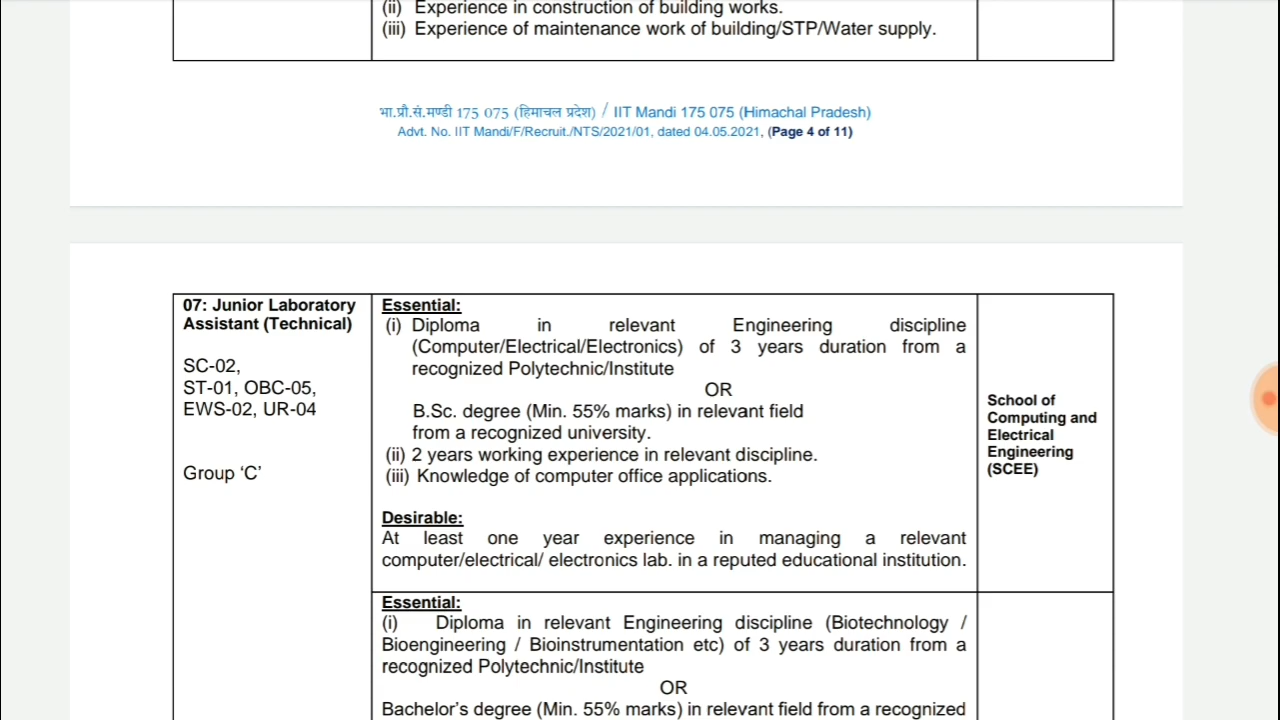 (ii) Experience in construction of building works.
(iii) Experience of maintenance work of building/STP/Water supply.
भा.प्रौ.सं.मण्डी 175 075 (हिमाचल प्रदेश) / IIT Mandi 175 075 (Himachal Pradesh)
Advt. No. IIT Mandi/F/Recruit./NTS/2021/01, dated 04.05.2021, (Page 4 of 11)
07: Junior Laboratory
Assistant (Technical)
SC-02,
ST-01, OBC-05,
EWS-02, UR-04
Group ‘C’
Essential:
(i) Diploma in relevant Engineering discipline
(Computer/Electrical/Electronics) of 3 years duration from a
recognized Polytechnic/Institute
OR
B.Sc. degree (Min. 55% marks) in relevant field
from a recognized university.
(ii) 2 years working experience in relevant discipline.
(iii) Knowledge of computer office applications.
Desirable:
At least one year experience in managing a relevant
computer/electrical/ electronics lab. in a reputed educational institution.
School of
Computing and
Electrical
Engineering
(SCEE)
Essential:
(i) Diploma in relevant Engineering discipline (Biotechnology /
Bioengineering / Bioinstrumentation etc) of 3 years duration from a
recognized Polytechnic/Institute
OR
Bachelor’s degree (Min. 55% marks) in relevant field from a recognized